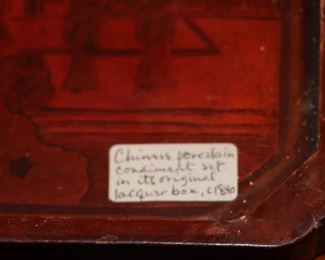 Chinese porcelain
condiment set
in its original
lacquer box, c1840